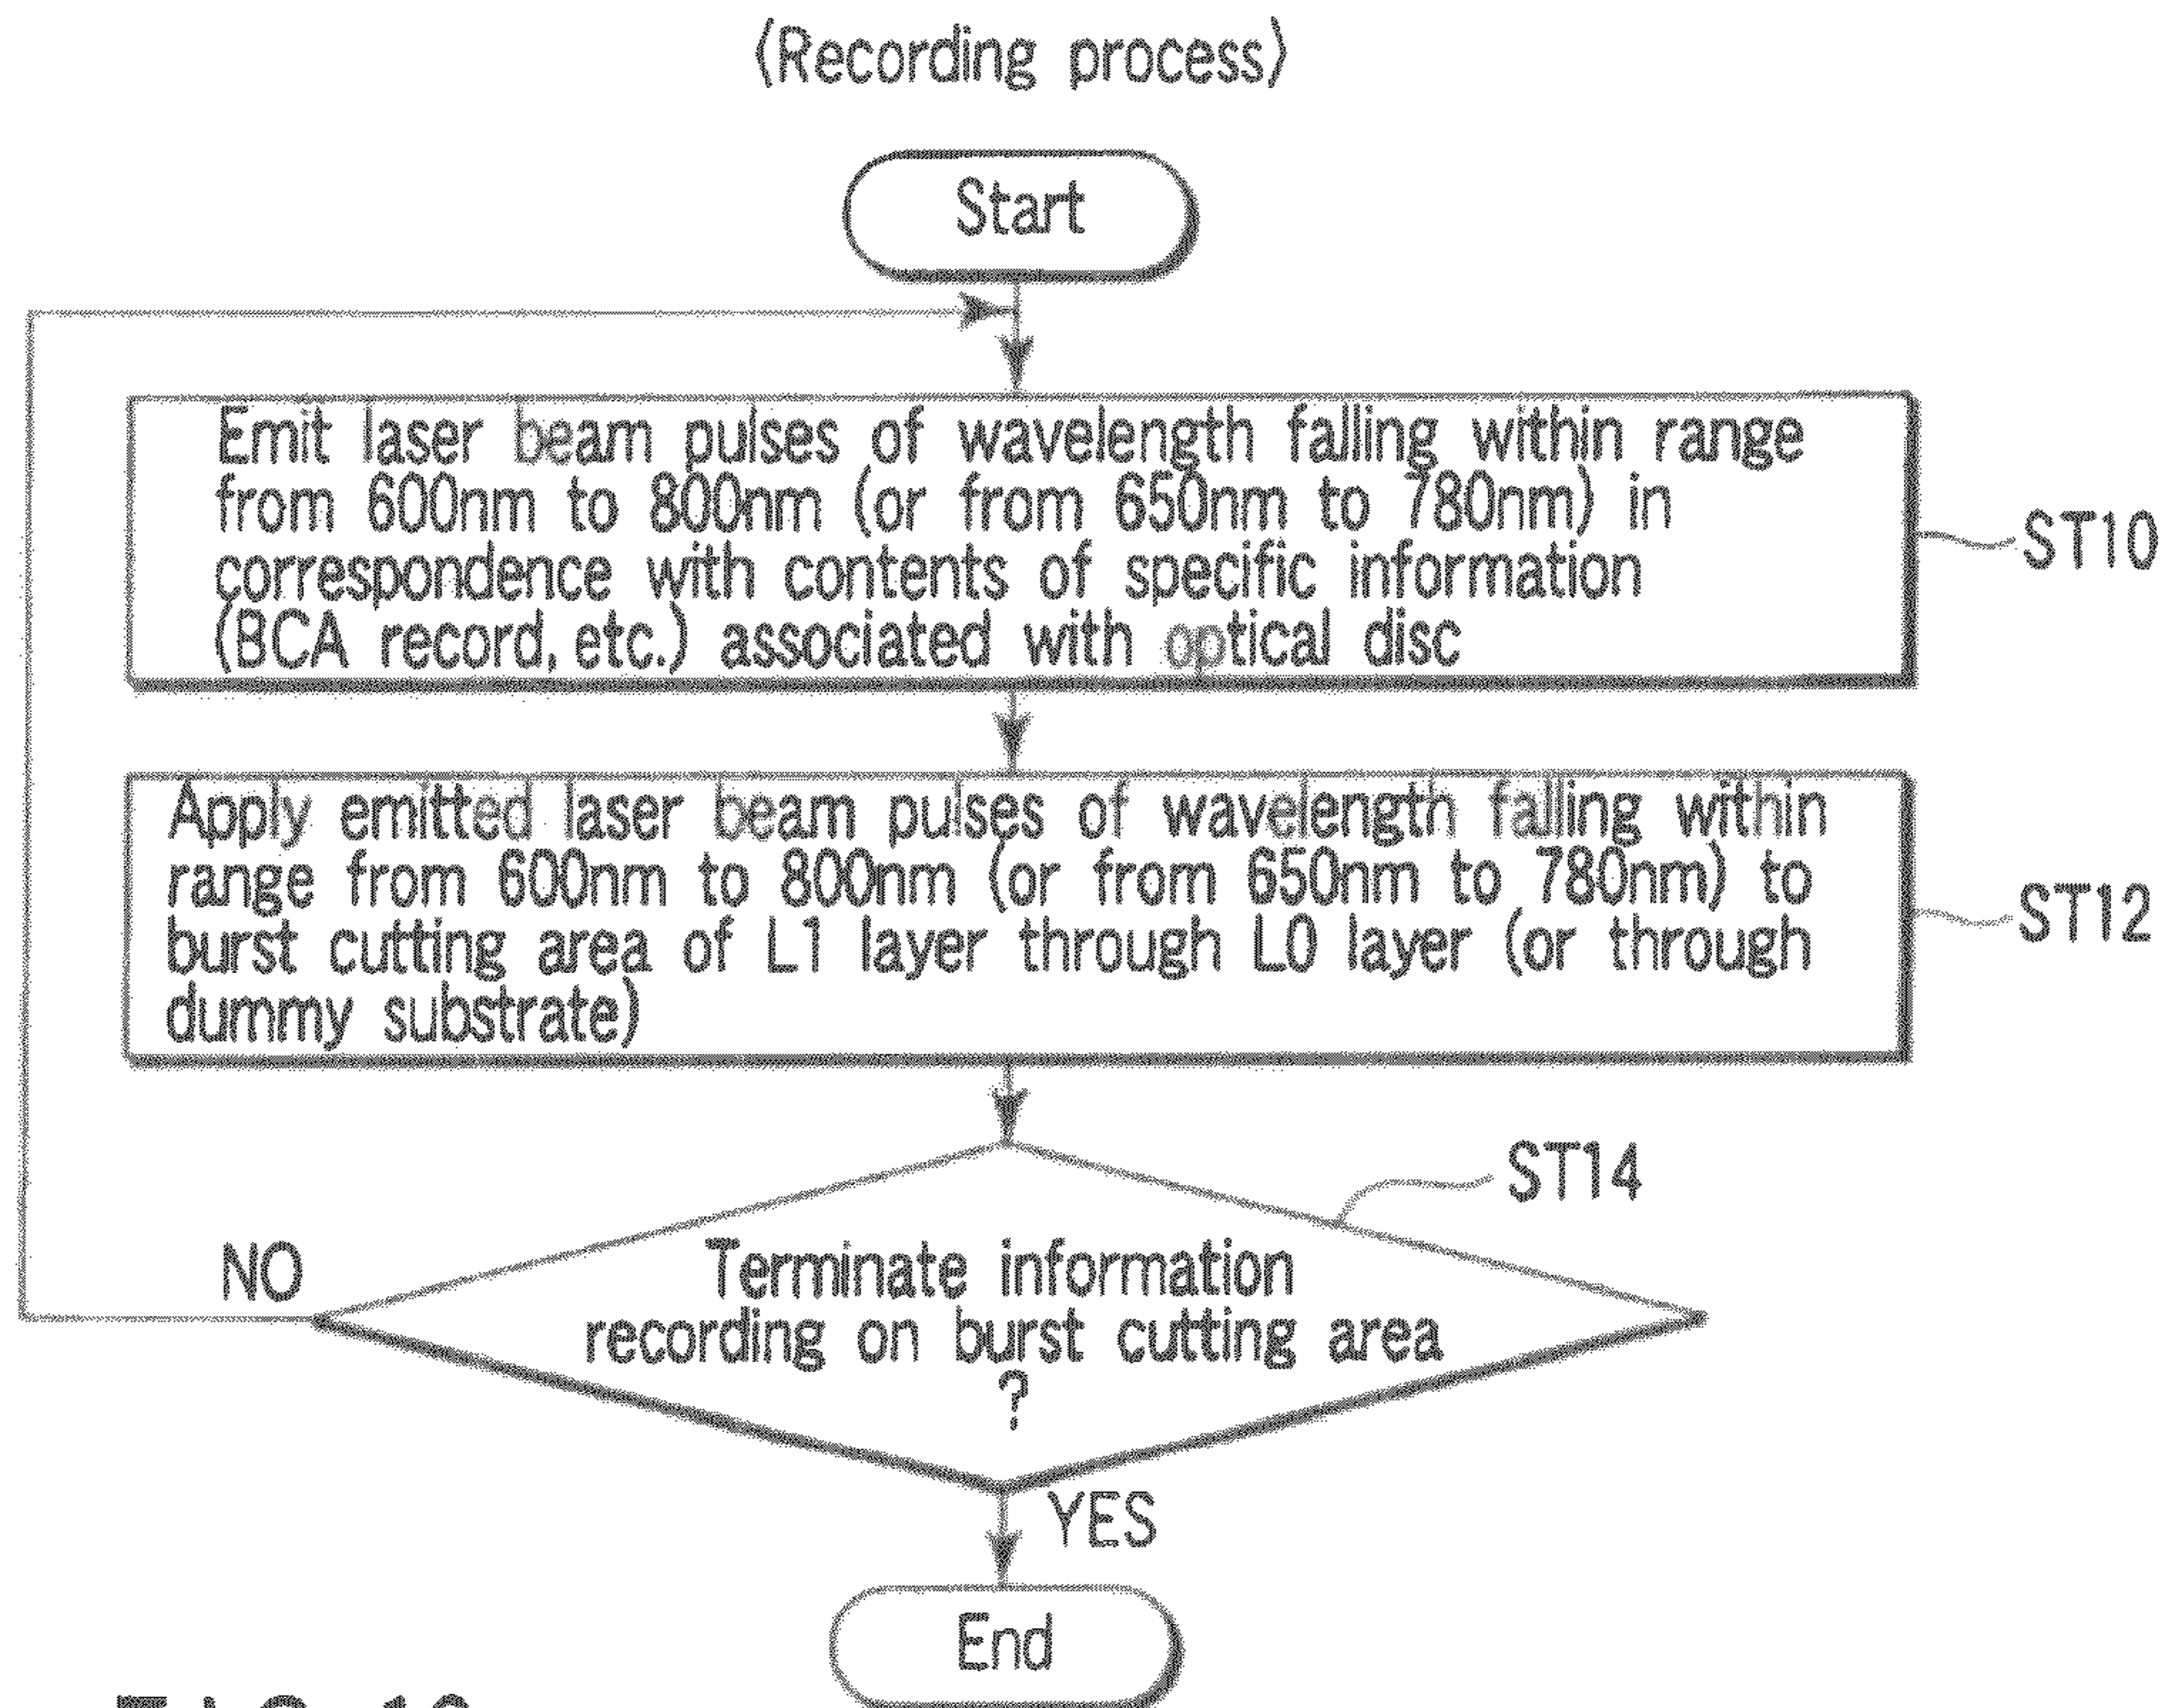 (Recording process)
Start
Emit laser beam pulses of wavelength falling within range
from 600nm to 800nm (or from 650nm to 780nm) in
correspondence with contents of specific information
(BCA record, etc.) associated with optical disc
ST10
Apply emitted laser beam pulses of wavelength falling within
range from 600nm to 800nm (or from 650nm to 780nm) to
burst cutting area of L1 layer through L0 layer (or through
dummy substrate)
ST12
ST14
NO
Terminate information
recording on burst cutting area
?
YES
End